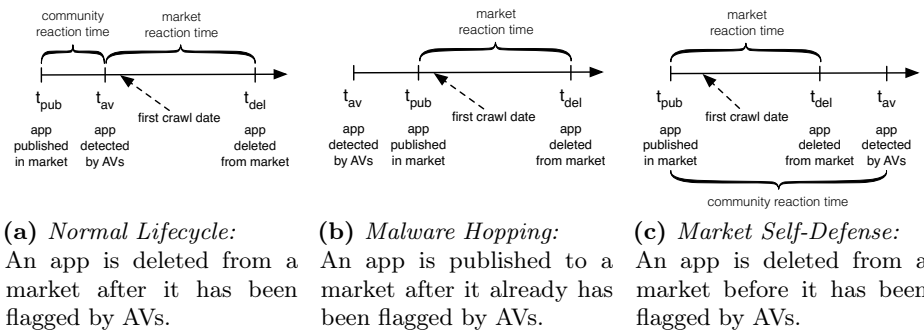 community
reaction time
market
reaction time
t_pub
t_av
t_del
first crawl date
app
published
in market
app
detected
by AVs
app
deleted
from market
(a) Normal Lifecycle:
An app is deleted from a
market after it has been
flagged by AVs.
market
reaction time
t_av
t_pub
t_del
first crawl date
app
detected
by AVs
app
published
in market
app
deleted
from market
(b) Malware Hopping:
An app is published to a
market after it already has
been flagged by AVs.
market
reaction time
t_pub
t_del
t_av
first crawl date
app
published
in market
app
deleted
from market
app
detected
by AVs
community reaction time
(c) Market Self-Defense:
An app is deleted from a
market before it has been
flagged by AVs.